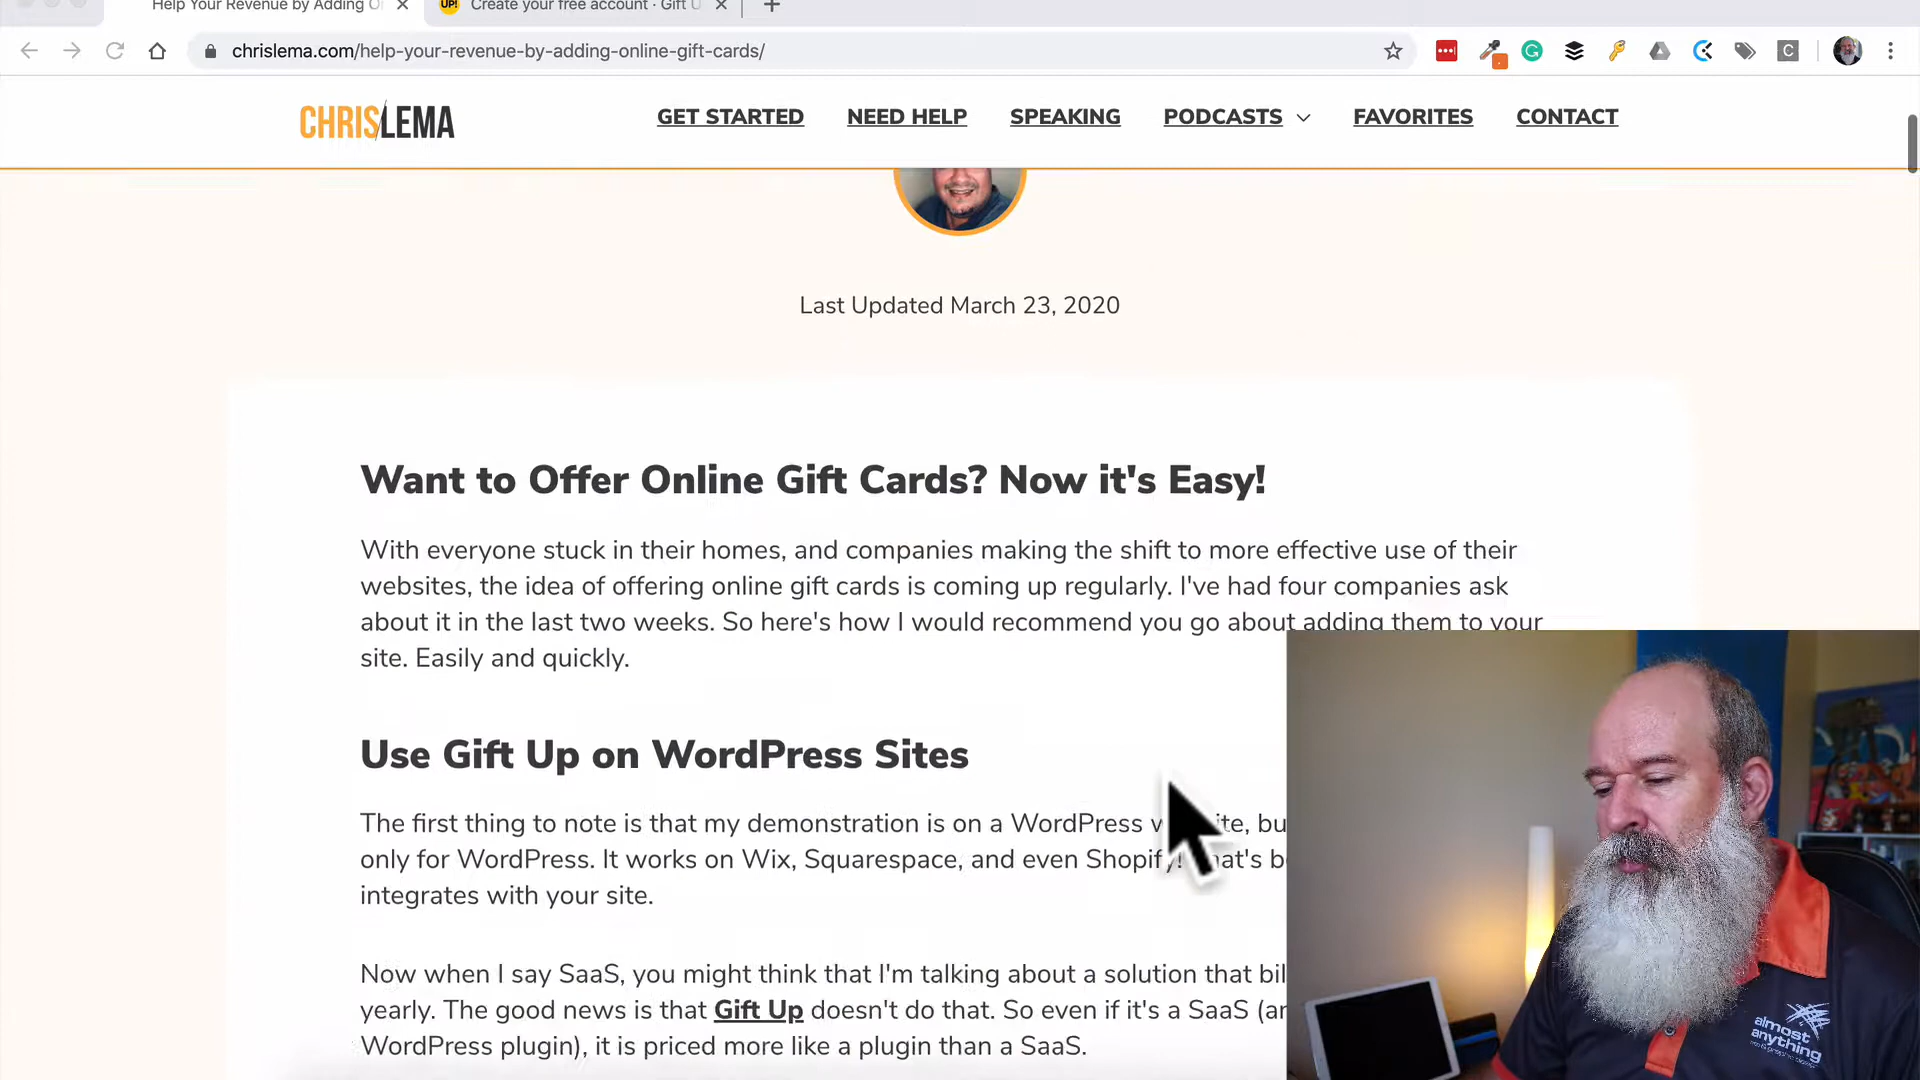 Help Your Revenue by Adding O
UP! Create your free account · Gift U
chrislema.com/help-your-revenue-by-adding-online-gift-cards/
CHRISLEMA
GET STARTED NEED HELP SPEAKING PODCASTS FAVORITES CONTACT
Last Updated March 23, 2020
Want to Offer Online Gift Cards? Now it's Easy!
With everyone stuck in their homes, and companies making the shift to more effective use of their
websites, the idea of offering online gift cards is coming up regularly. I've had four companies ask
about it in the last two weeks. So here's how I would recommend you go about adding them to your
site. Easily and quickly.
Use Gift Up on WordPress Sites
The first thing to note is that my demonstration is on a WordPress
only for WordPress. It works on Wix, Squarespace, and even Shopify!
integrates with your site.
Now when I say SaaS, you might think that I'm talking about a solution that
yearly. The good news is that Gift Up doesn't do that. So even if it's a SaaS
WordPress plugin), it is priced more like a plugin than a SaaS.
almost
anything